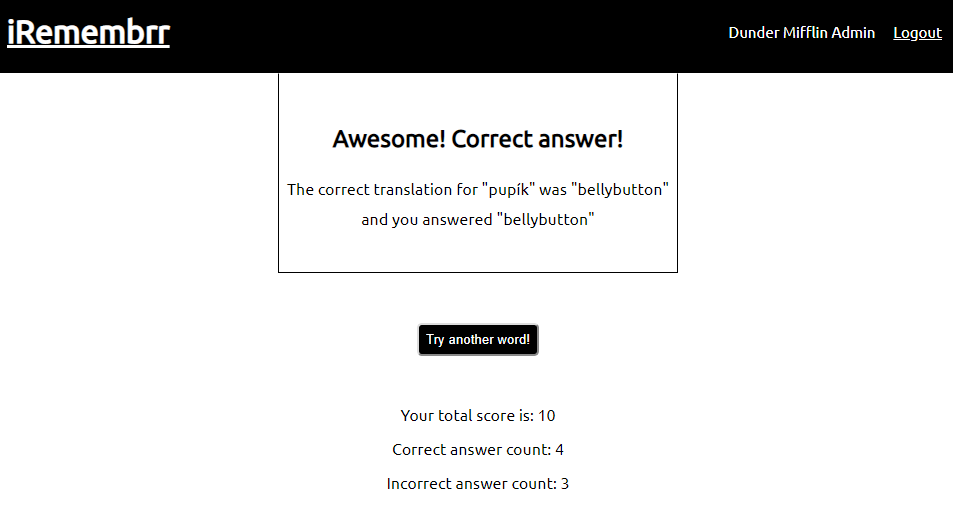 iRemembrr
Dunder Mifflin Admin Logout
Awesome! Correct answer!
The correct translation for "pupík" was "bellybutton"
and you answered "bellybutton"
Try another word!
Your total score is: 10
Correct answer count: 4
Incorrect answer count: 3